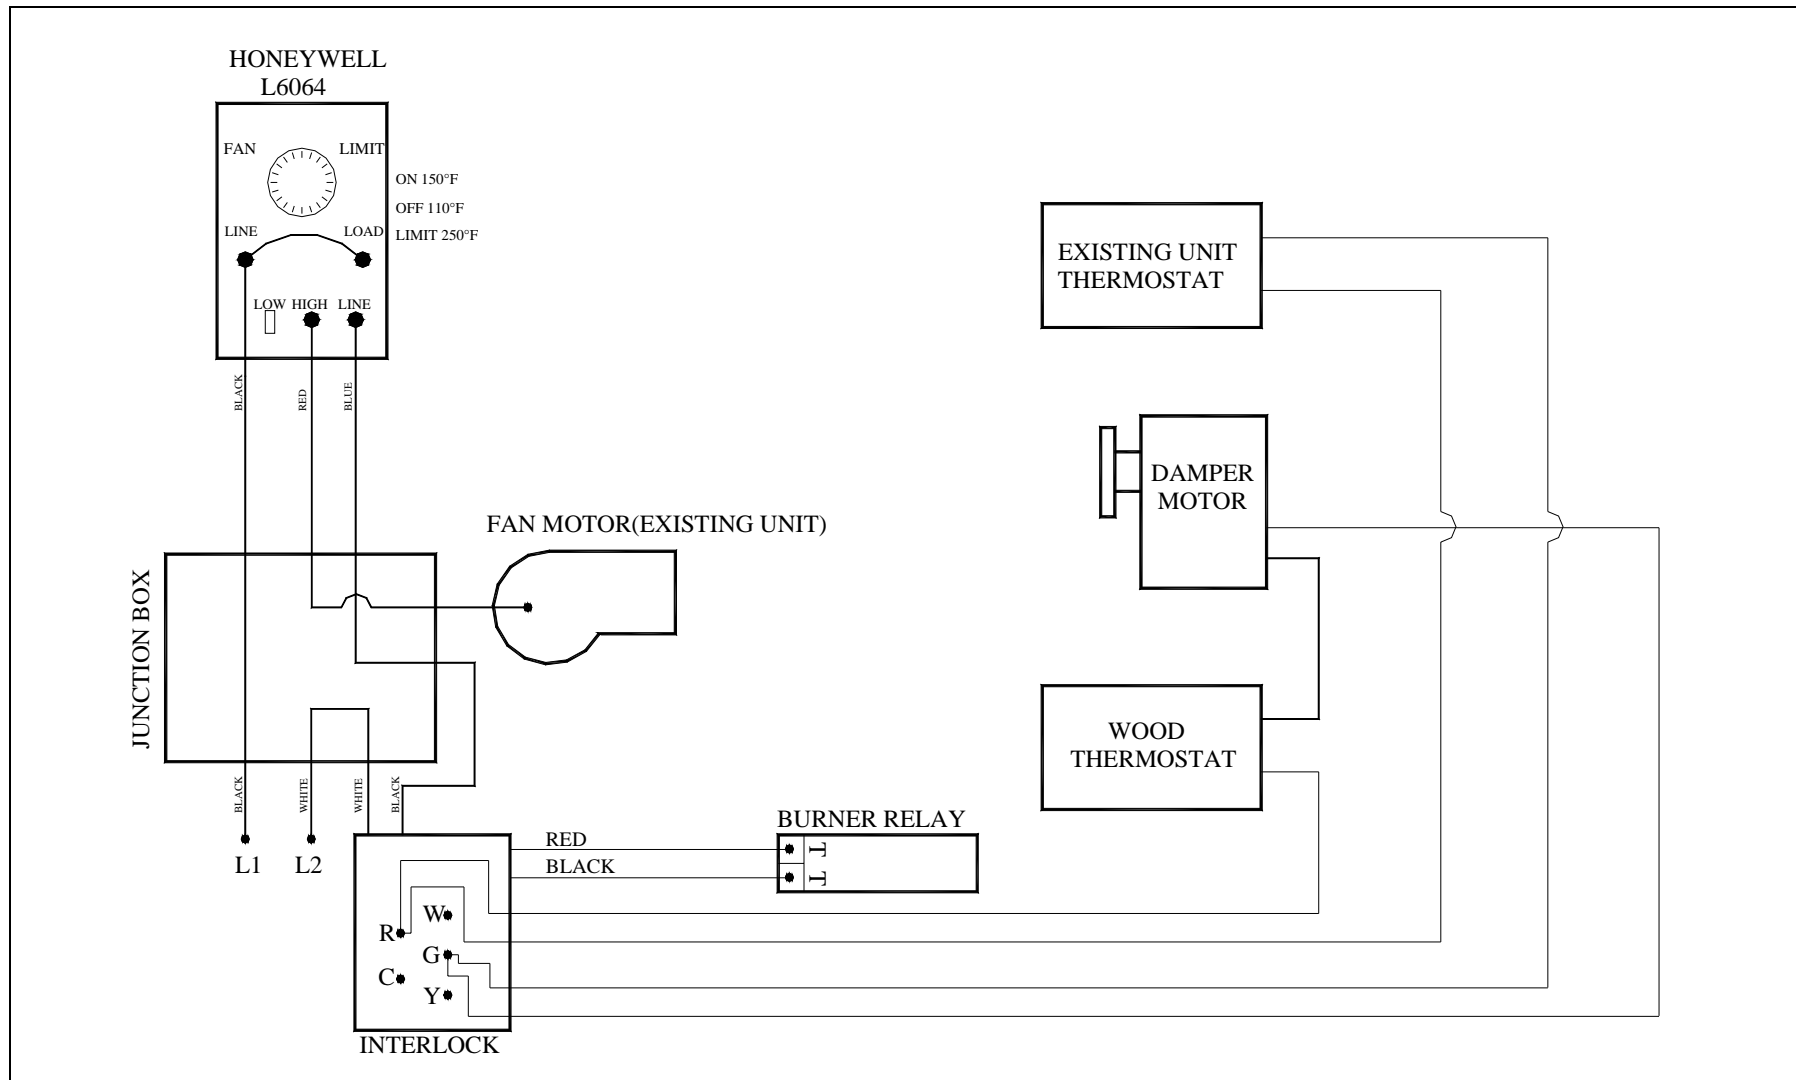 HONEYWELL
L6064
FAN
LIMIT
ON 150°F
OFF 110°F
LIMIT 250°F
LINE
LOAD
LOW
HIGH
LINE
BLACK
RED
BLUE
JUNCTION BOX
FAN MOTOR(EXISTING UNIT)
BLACK
WHITE
WHITE
BLACK
L1
L2
RED
BLACK
BURNER RELAY
T
T
W
R
G
C
Y
INTERLOCK
EXISTING UNIT
THERMOSTAT
DAMPER
MOTOR
WOOD
THERMOSTAT